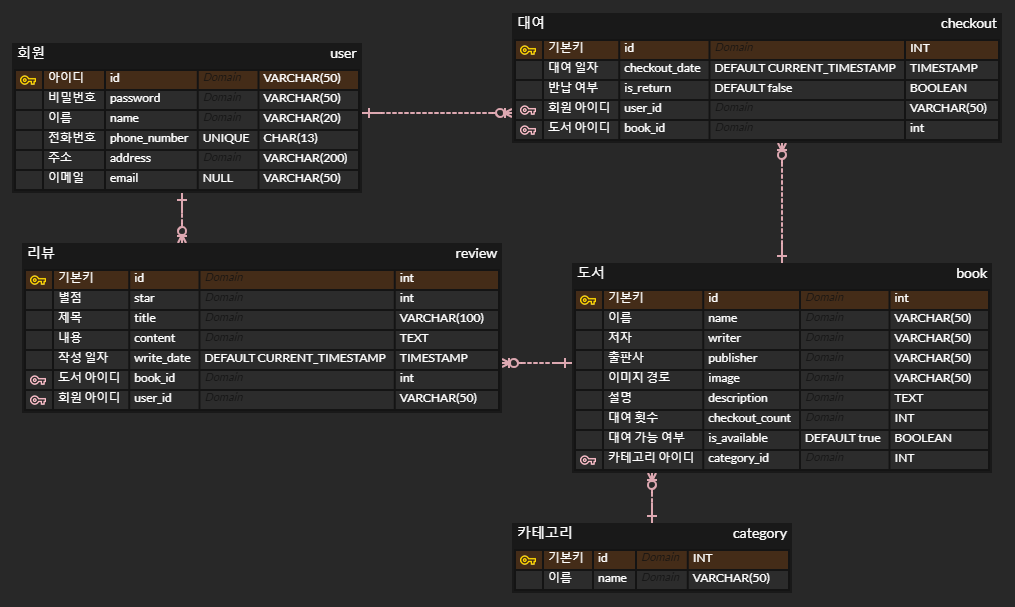 회원 user
아이디 id Domain VARCHAR(50)
비밀번호 password Domain VARCHAR(50)
이름 name Domain VARCHAR(20)
전화번호 phone_number UNIQUE CHAR(13)
주소 address Domain VARCHAR(200)
이메일 email NULL VARCHAR(50)
대여 checkout
기본키 id Domain INT
대여 일자 checkout_date DEFAULT CURRENT_TIMESTAMP TIMESTAMP
반납 여부 is_return DEFAULT false BOOLEAN
회원 아이디 user_id Domain VARCHAR(50)
도서 아이디 book_id Domain int
리뷰 review
기본키 id Domain int
별점 star Domain int
제목 title Domain VARCHAR(100)
내용 content Domain TEXT
작성 일자 write_date DEFAULT CURRENT_TIMESTAMP TIMESTAMP
도서 아이디 book_id Domain int
회원 아이디 user_id Domain VARCHAR(50)
도서 book
기본키 id Domain int
이름 name Domain VARCHAR(50)
저자 writer Domain VARCHAR(50)
출판사 publisher Domain VARCHAR(50)
이미지 경로 image Domain VARCHAR(50)
설명 description Domain TEXT
대여 횟수 checkout_count Domain INT
대여 가능 여부 is_available DEFAULT true BOOLEAN
카테고리 아이디 category_id Domain INT
카테고리 category
기본키 id Domain INT
이름 name Domain VARCHAR(50)